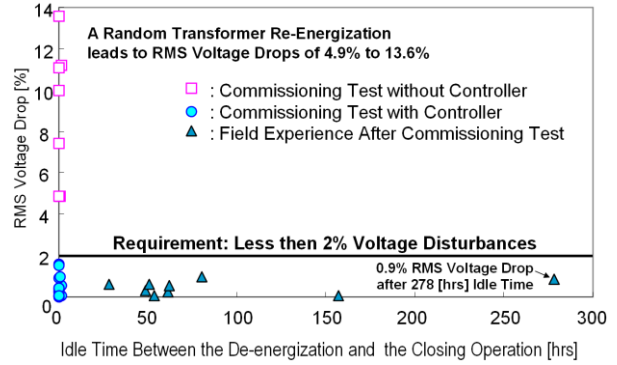 14
12
10
8
6
4
2
0
RMS Voltage Drop [%]
A Random Transformer Re-Energization
leads to RMS Voltage Drops of 4.9% to 13.6%
: Commissioning Test without Controller
: Commissioning Test with Controller
: Field Experience After Commissioning Test
Requirement: Less then 2% Voltage Disturbances
0.9% RMS Voltage Drop
after 278 [hrs] Idle Time
0 50 100 150 200 250 300
Idle Time Between the De-energization and the Closing Operation [hrs]